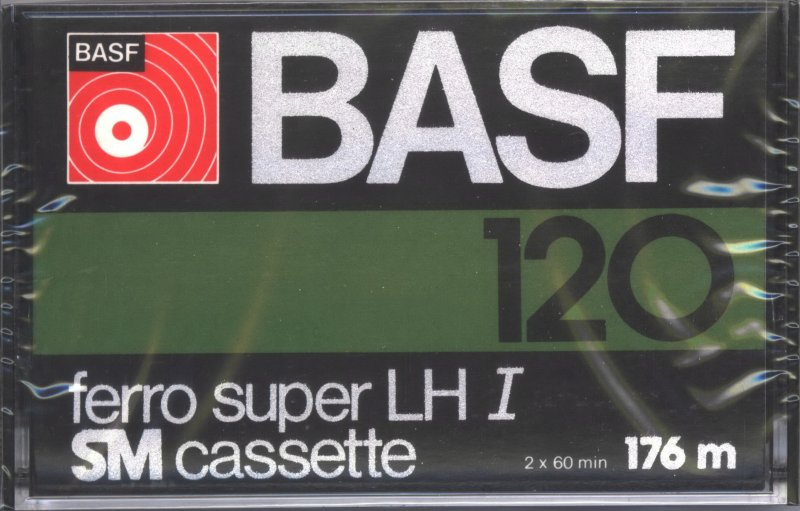 BASF
BASF
120
ferro super LH I
SM cassette
2 x 60 min 176 m